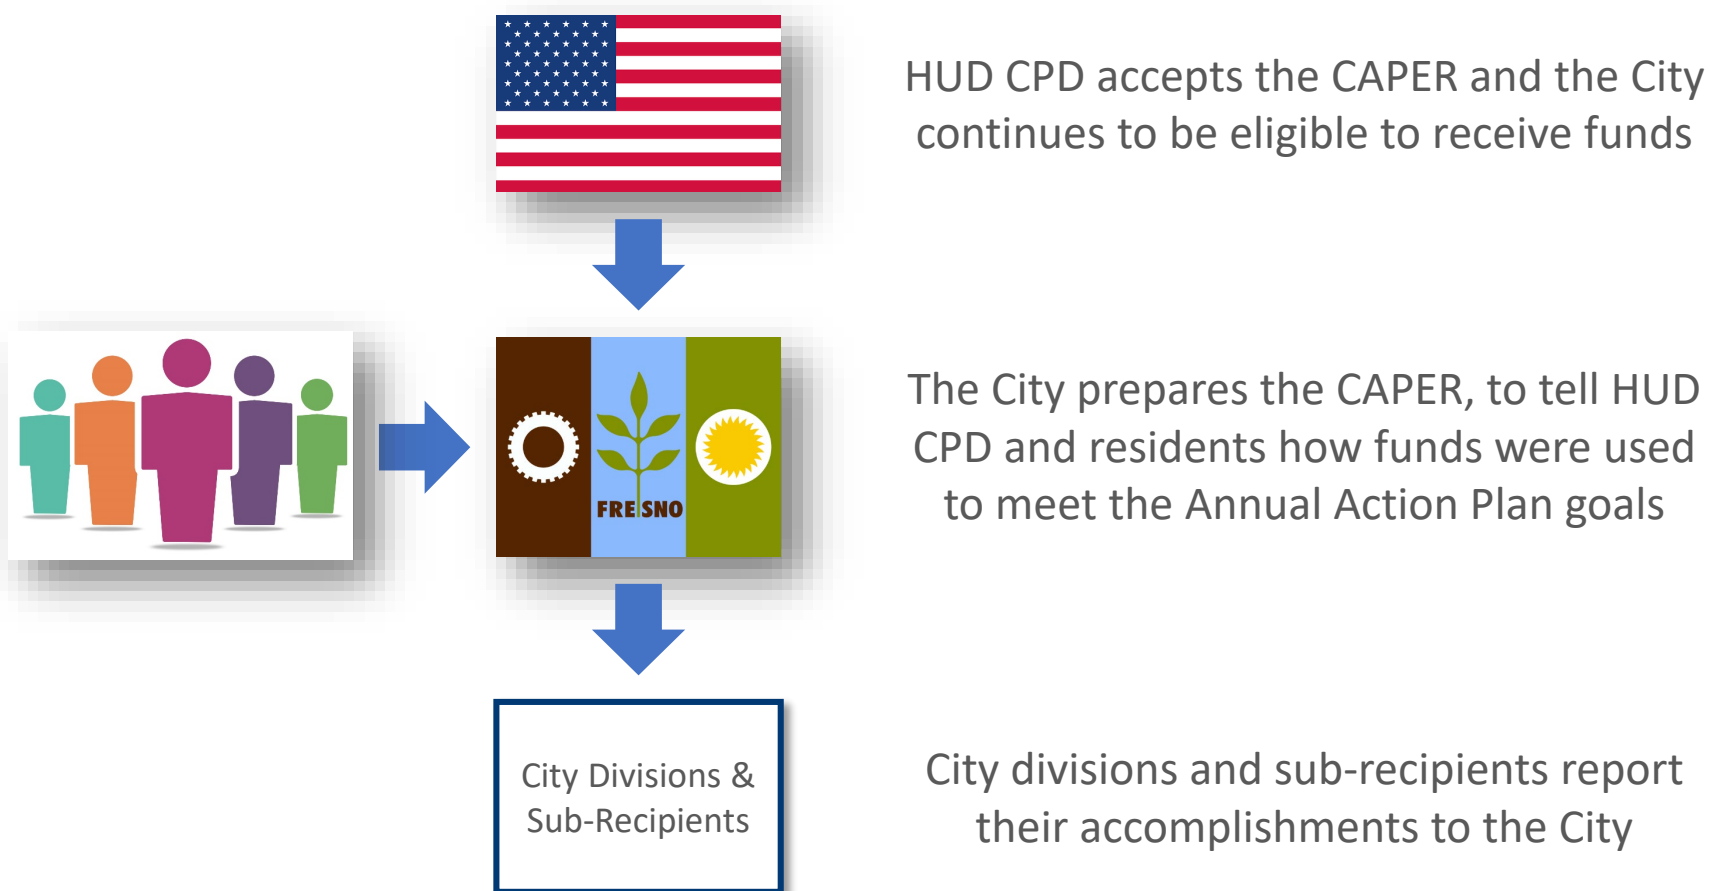 HUD CPD accepts the CAPER and the City
continues to be eligible to receive funds
FRESNO
The City prepares the CAPER, to tell HUD
CPD and residents how funds were used
to meet the Annual Action Plan goals
City Divisions &
Sub-Recipients
City divisions and sub-recipients report
their accomplishments to the City